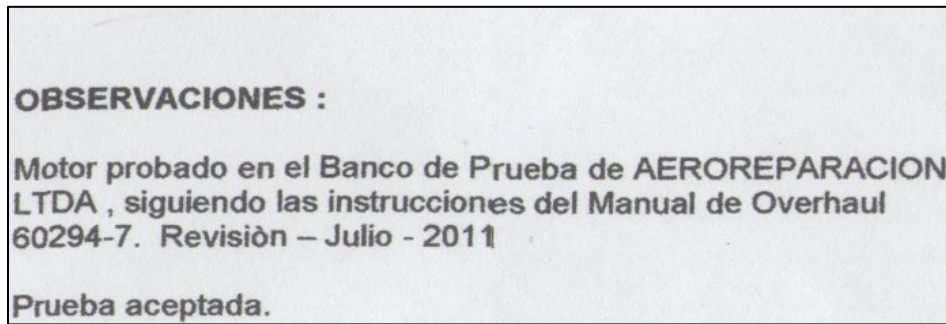 OBSERVACIONES :
Motor probado en el Banco de Prueba de AEROREPARACION
LTDA , siguiendo las instrucciones del Manual de Overhaul
60294-7. Revisiòn – Julio - 2011
Prueba aceptada.